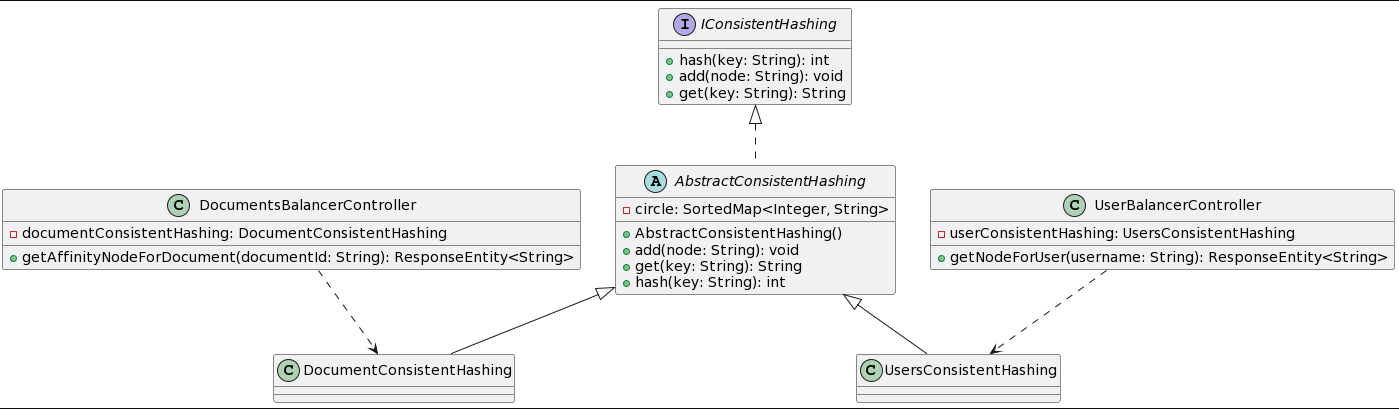 I IConsistentHashing
hash(key: String): int
add(node: String): void
get(key: String): String
A AbstractConsistentHashing
circle: SortedMap<Integer, String>
AbstractConsistentHashing()
add(node: String): void
get(key: String): String
hash(key: String): int
C DocumentsBalancerController
documentConsistentHashing: DocumentConsistentHashing
getAffinityNodeForDocument(documentId: String): ResponseEntity<String>
C UserBalancerController
userConsistentHashing: UsersConsistentHashing
getNodeForUser(username: String): ResponseEntity<String>
C DocumentConsistentHashing
C UsersConsistentHashing